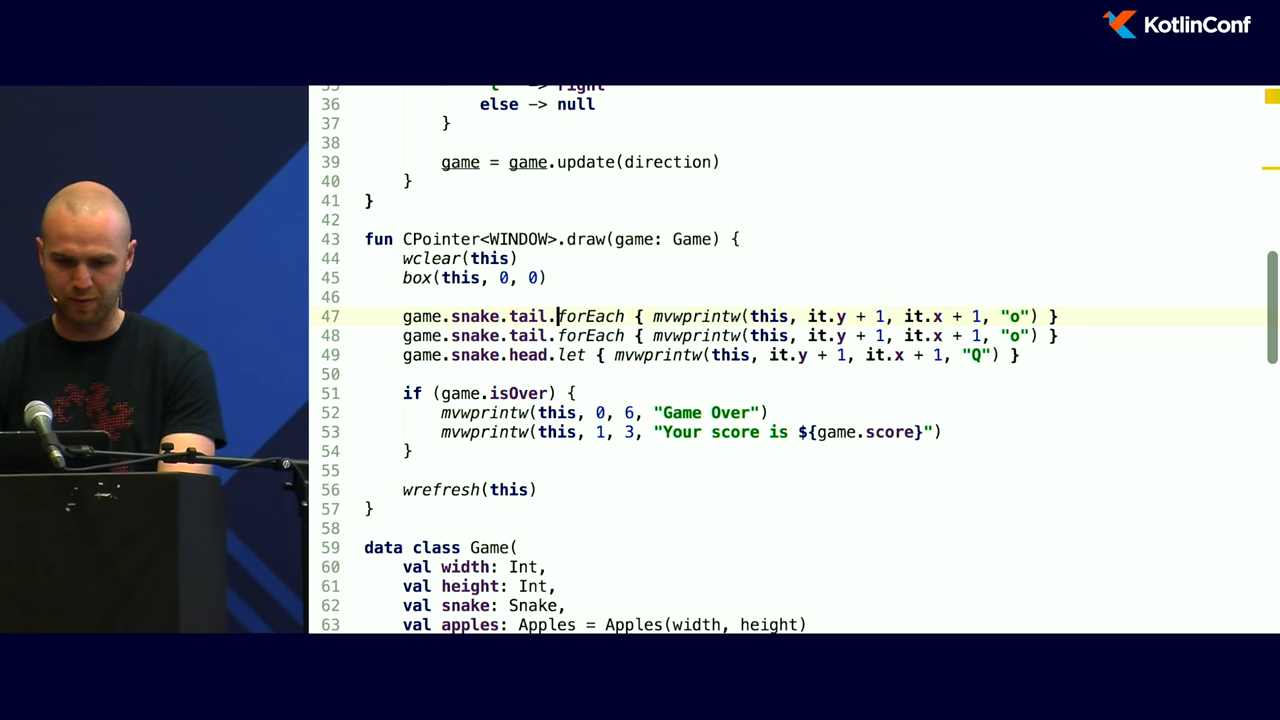 KotlinConf
35 'l' -> right
36 else -> null
37 }
38
39 game = game.update(direction)
40 }
41 }
42
43 fun CPointer<WINDOW>.draw(game: Game) {
44 wclear(this)
45 box(this, 0, 0)
46
47 game.snake.tail.forEach { mvwprintw(this, it.y + 1, it.x + 1, "o") }
48 game.snake.tail.forEach { mvwprintw(this, it.y + 1, it.x + 1, "o") }
49 game.snake.head.let { mvwprintw(this, it.y + 1, it.x + 1, "Q") }
50
51 if (game.isOver) {
52 mvwprintw(this, 0, 6, "Game Over")
53 mvwprintw(this, 1, 3, "Your score is ${game.score}")
54 }
55
56 wrefresh(this)
57 }
58
59 data class Game(
60 val width: Int,
61 val height: Int,
62 val snake: Snake,
63 val apples: Apples = Apples(width, height)